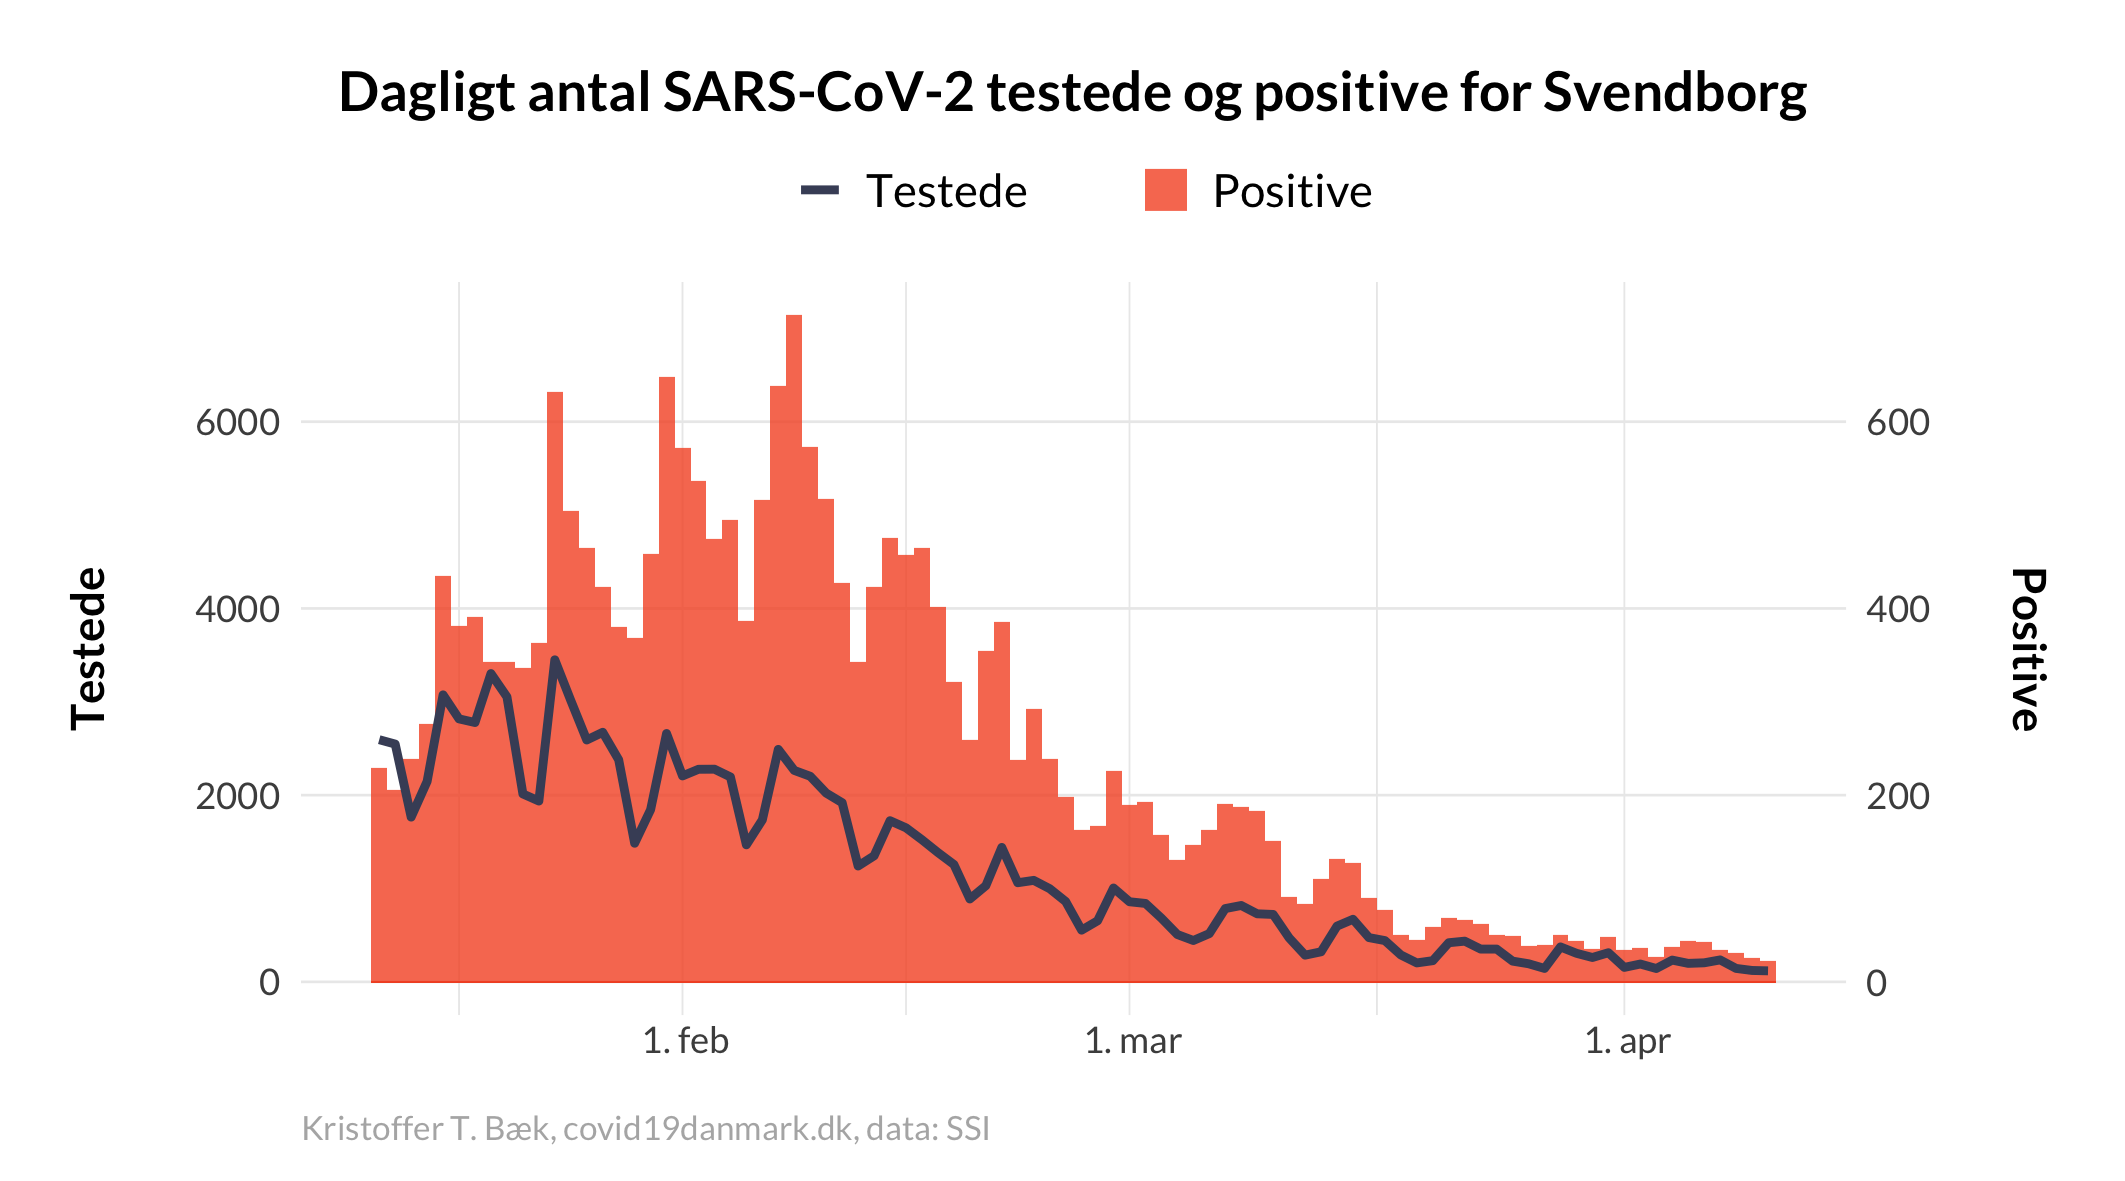 Dagligt antal SARS-CoV-2 testede og positive for Svendborg
Testede Positive
6000 600
4000 400
2000 200
0 0
Testede
Positive
1. feb 1. mar 1. apr
Kristoffer T. Bæk, covid19danmark.dk, data: SSI